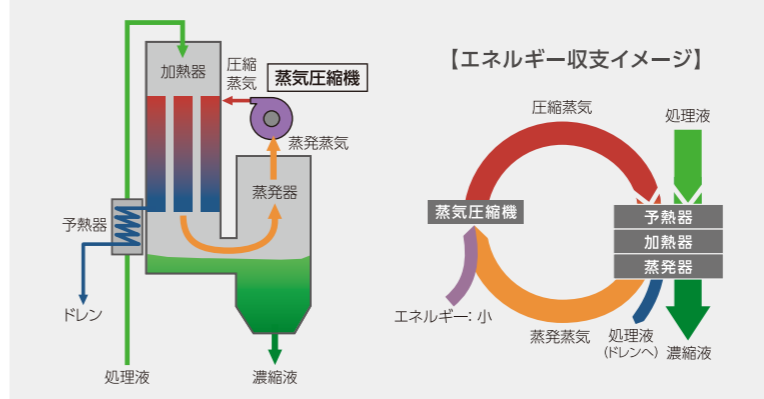 加熱器
圧縮
蒸気
蒸気圧縮機
蒸発蒸気
蒸発器
予熱器
ドレン
処理液
濃縮液
【エネルギー収支イメージ】
圧縮蒸気
処理液
蒸気圧縮機
予熱器
加熱器
蒸発器
エネルギー：小
蒸発蒸気
処理液
(ドレンへ)
濃縮液